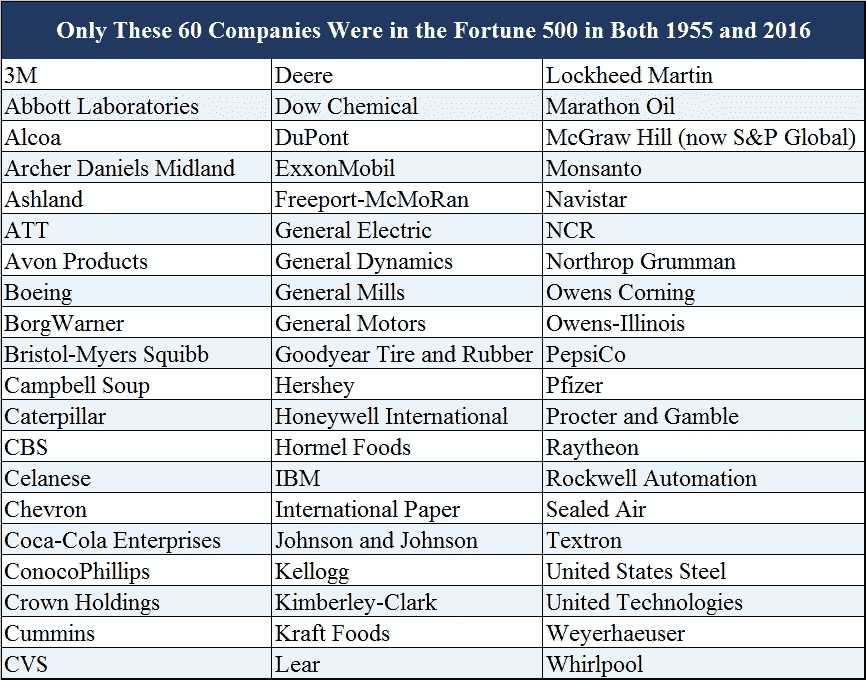 Only These 60 Companies Were in the Fortune 500 in Both 1955 and 2016
3M Deere Lockheed Martin
Abbott Laboratories Dow Chemical Marathon Oil
Alcoa DuPont McGraw Hill (now S&P Global)
Archer Daniels Midland ExxonMobil Monsanto
Ashland Freeport-McMoRan Navistar
ATT General Electric NCR
Avon Products General Dynamics Northrop Grumman
Boeing General Mills Owens Corning
BorgWarner General Motors Owens-Illinois
Bristol-Myers Squibb Goodyear Tire and Rubber PepsiCo
Campbell Soup Hershey Pfizer
Caterpillar Honeywell International Procter and Gamble
CBS Hormel Foods Raytheon
Celanese IBM Rockwell Automation
Chevron International Paper Sealed Air
Coca-Cola Enterprises Johnson and Johnson Textron
ConocoPhillips Kellogg United States Steel
Crown Holdings Kimberley-Clark United Technologies
Cummins Kraft Foods Weyerhaeuser
CVS Lear Whirlpool